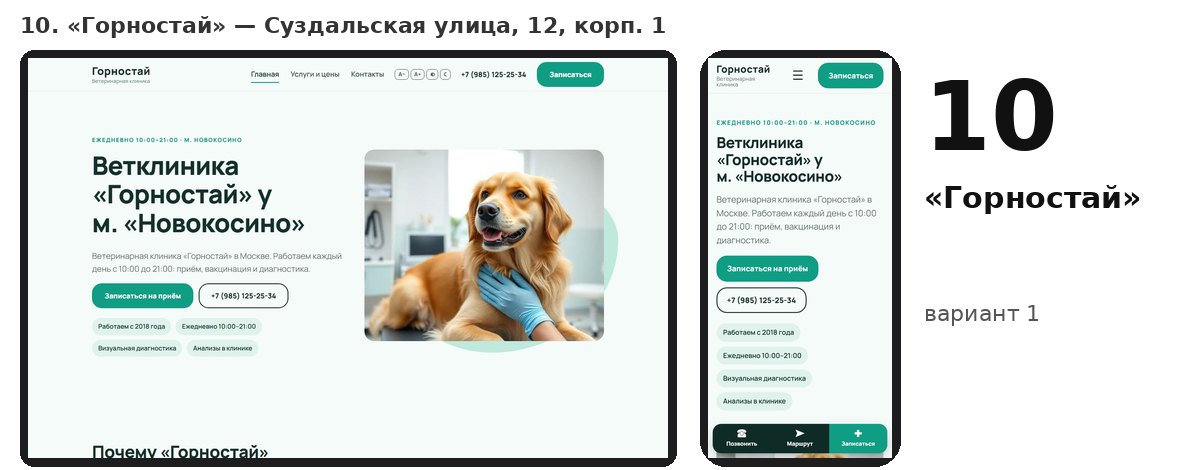 10. «Горностай» — Суздальская улица, 12, корп. 1
Горностай
Ветеринарная клиника
Главная Услуги и цены Контакты A− A+ +7 (985) 125-25-34 Записаться
ЕЖЕДНЕВНО 10:00–21:00 · М. НОВОКОСИНО
Ветклиника
«Горностай» у
м. «Новокосино»
Ветеринарная клиника «Горностай» в Москве. Работаем каждый
день с 10:00 до 21:00: приём, вакцинация и диагностика.
Записаться на приём +7 (985) 125-25-34
Работаем с 2018 года Ежедневно 10:00–21:00
Визуальная диагностика Анализы в клинике
Почему «Горностай»
Горностай
Ветеринарная
клиника
Записаться
ЕЖЕДНЕВНО 10:00–21:00 · М. НОВОКОСИНО
Ветклиника
«Горностай» у
м. «Новокосино»
Ветеринарная клиника «Горностай» в
Москве. Работаем каждый день с 10:00
до 21:00: приём, вакцинация и
диагностика.
Записаться на приём
+7 (985) 125-25-34
Работаем с 2018 года
Ежедневно 10:00–21:00
Визуальная диагностика
Анализы в клинике
Позвонить Маршрут Записаться
10
«Горностай»
вариант 1